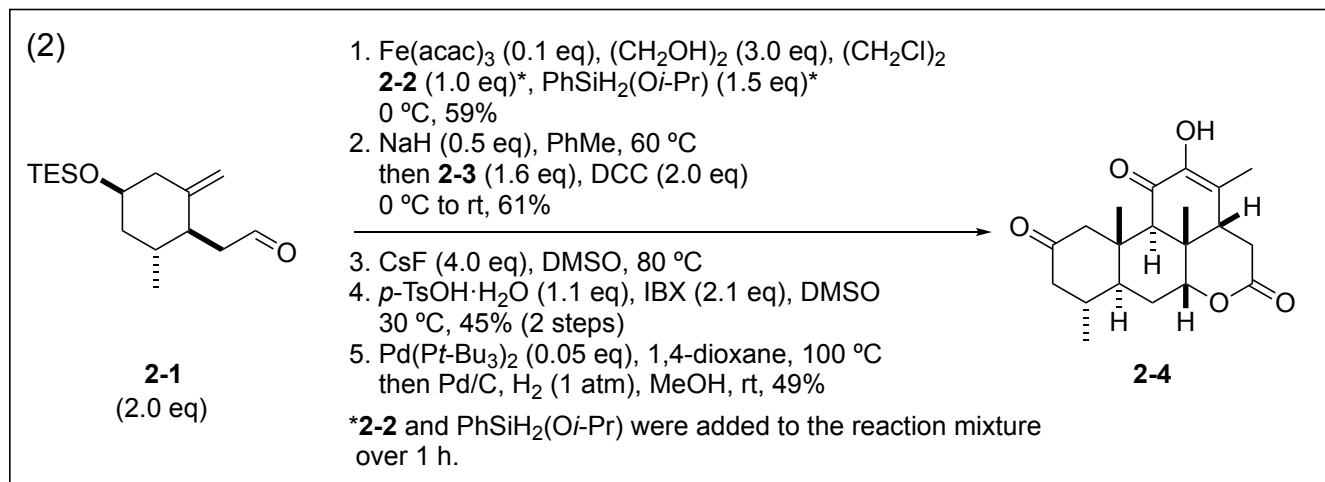 (2)
1. Fe(acac)3 (0.1 eq), (CH2OH)2 (3.0 eq), (CH2Cl)2
2-2 (1.0 eq)*, PhSiH2(Oi-Pr) (1.5 eq)*
0 ºC, 59%
2. NaH (0.5 eq), PhMe, 60 ºC
then 2-3 (1.6 eq), DCC (2.0 eq)
0 ºC to rt, 61%
3. CsF (4.0 eq), DMSO, 80 ºC
4. p-TsOH·H2O (1.1 eq), IBX (2.1 eq), DMSO
30 ºC, 45% (2 steps)
5. Pd(Pt-Bu3)2 (0.05 eq), 1,4-dioxane, 100 ºC
then Pd/C, H2 (1 atm), MeOH, rt, 49%
*2-2 and PhSiH2(Oi-Pr) were added to the reaction mixture
over 1 h.
TESO
O
2-1
(2.0 eq)
OH
O
O
H
H
H
H
O
O
2-4